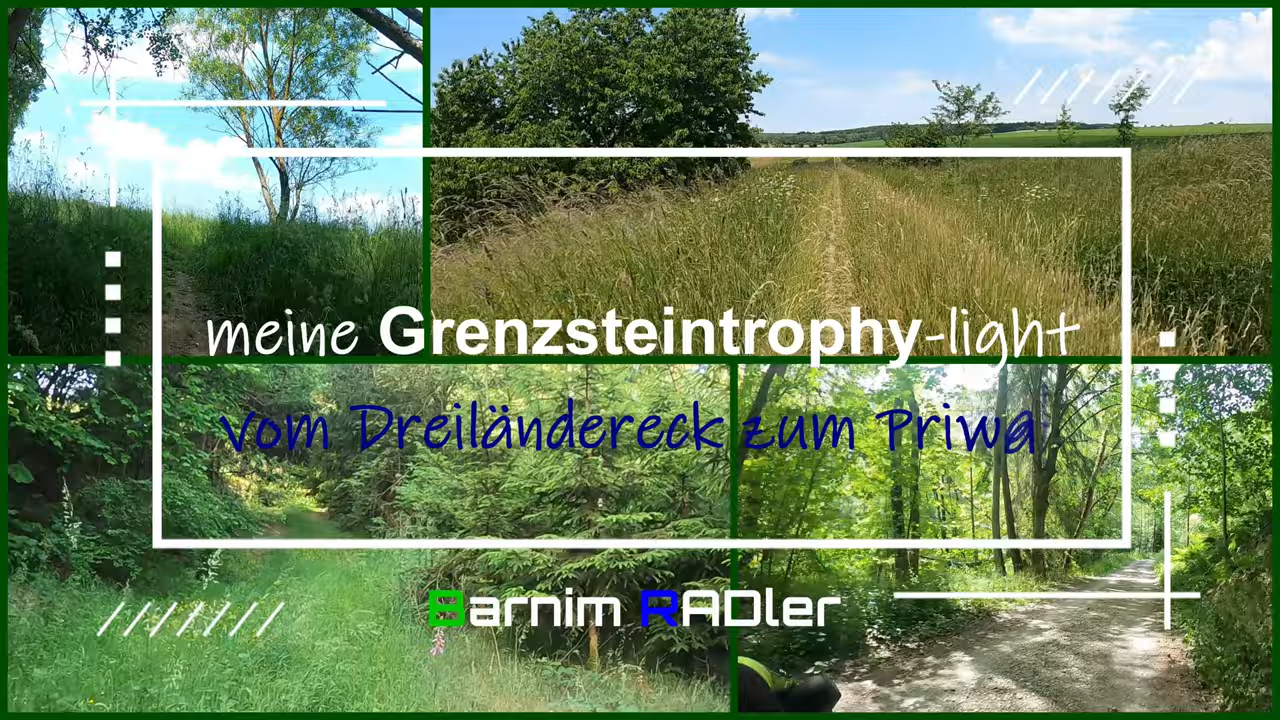 meine Grenzsteintrophy-light
vom Dreiländereck zum Priwa
Barnim RADler